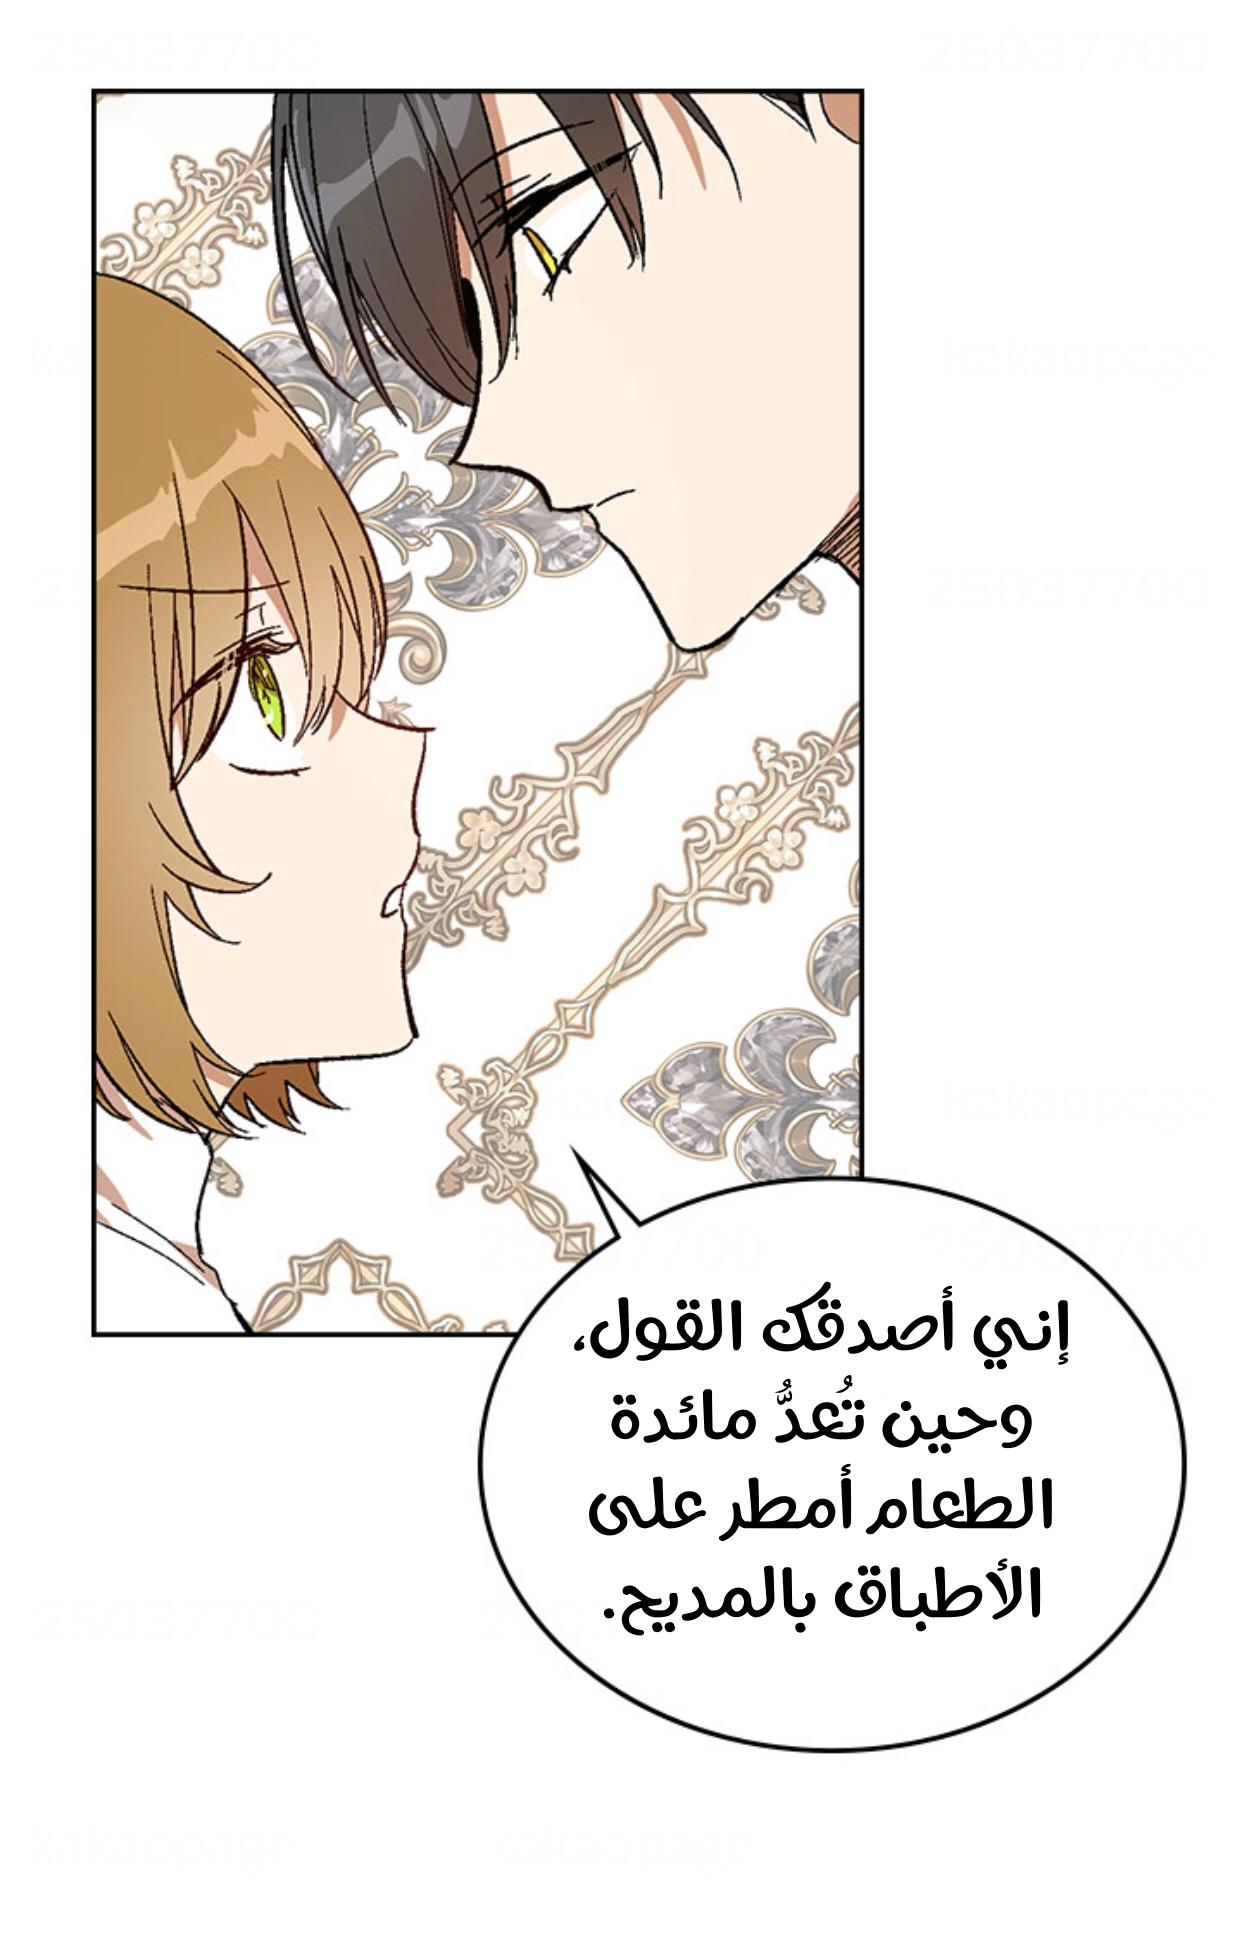 إني أصدقك القول،
وحين تُعدُّ مائدة
الطعام أمطر على
الأطباق بالمديح.